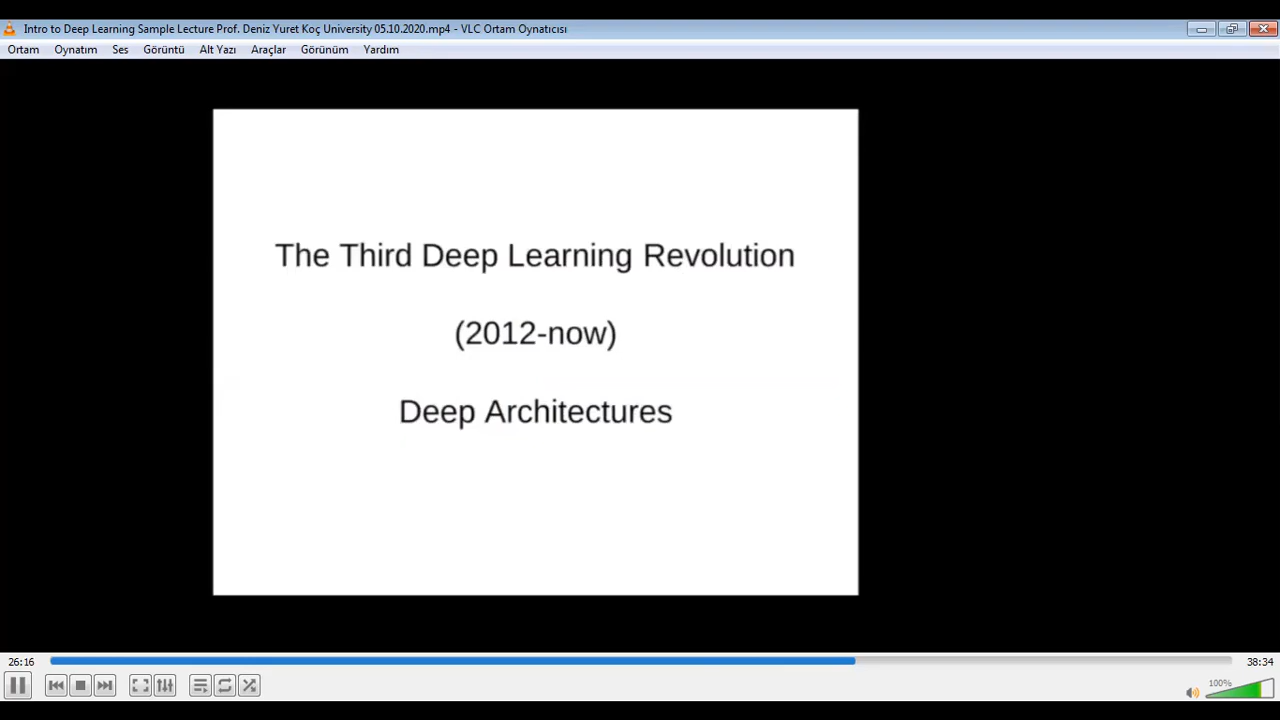 Intro to Deep Learning Sample Lecture Prof. Deniz Yuret Koç University 05.10.2020.mp4 - VLC Ortam Oynatıcısı
Ortam Oynatım Ses Görüntü Alt Yazı Araçlar Görünüm Yardım
The Third Deep Learning Revolution
(2012-now)
Deep Architectures
26:16 38:34
100%